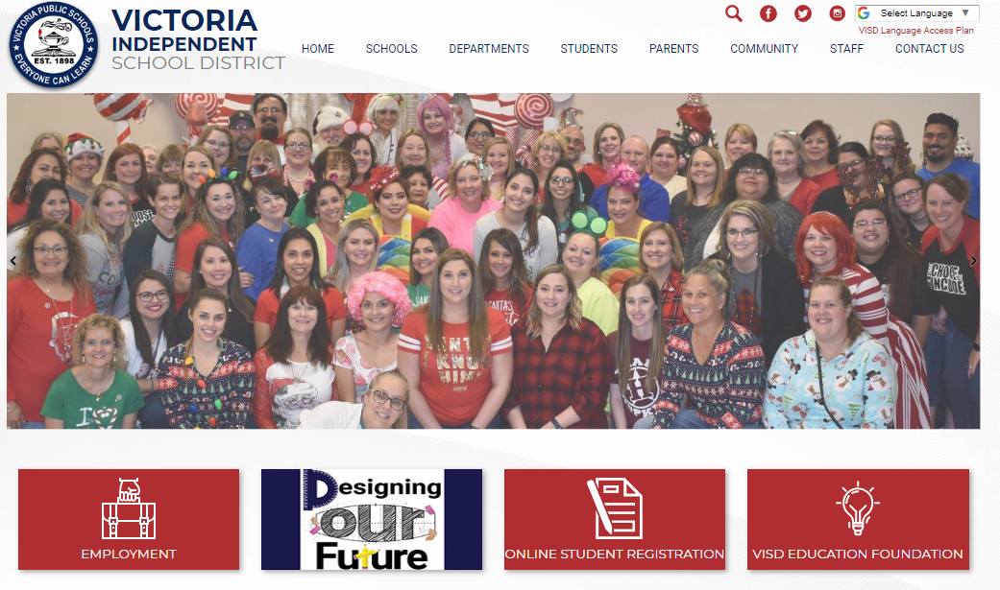 VICTORIA PUBLIC SCHOOLS
EST. 1898
EVERYONE CAN LEARN
VICTORIA
INDEPENDENT
SCHOOL DISTRICT
Select Language ▼
VISD Language Access Plan
HOME SCHOOLS DEPARTMENTS STUDENTS PARENTS COMMUNITY STAFF CONTACT US
CHOOSE
I
EMPLOYMENT
Designing
our
Future
ONLINE STUDENT REGISTRATION
VISD EDUCATION FOUNDATION